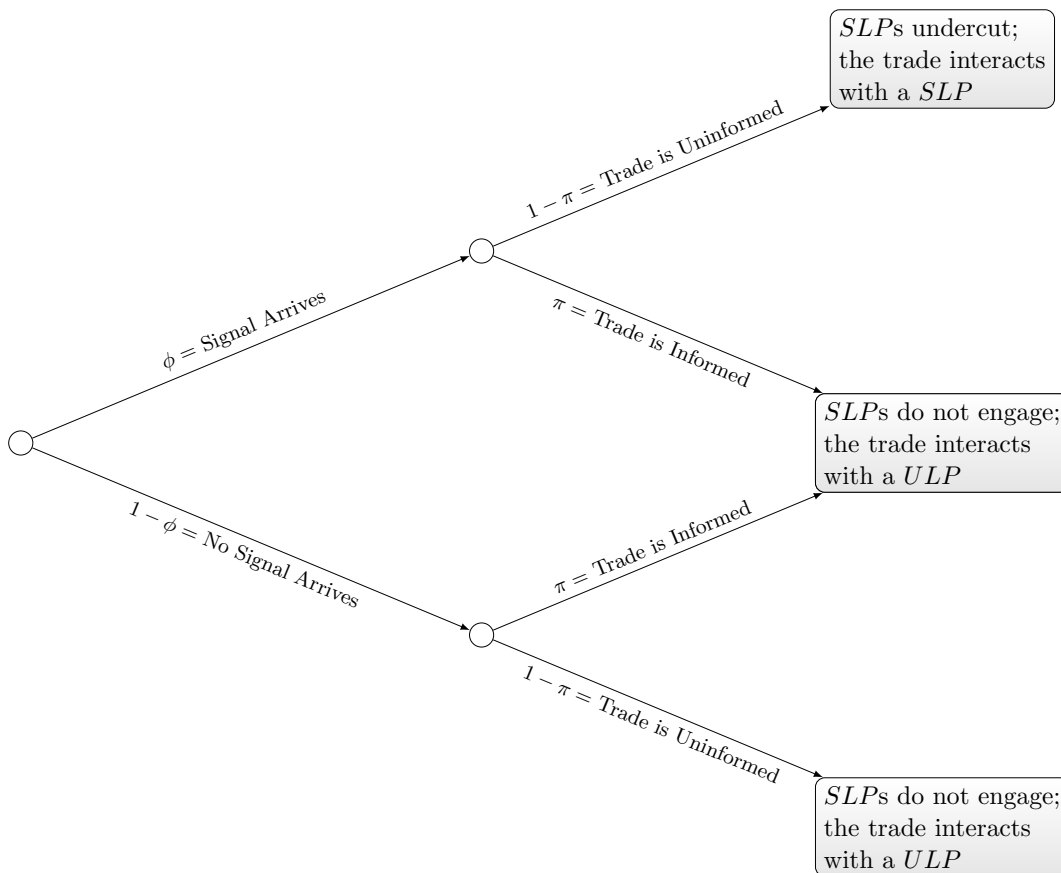 SLPs undercut;
the trade interacts
with a SLP
1 − π = Trade is Uninformed
ϕ = Signal Arrives
π = Trade is Informed
SLPs do not engage;
the trade interacts
with a ULP
1 − ϕ = No Signal Arrives
π = Trade is Informed
1 − π = Trade is Uninformed
SLPs do not engage;
the trade interacts
with a ULP